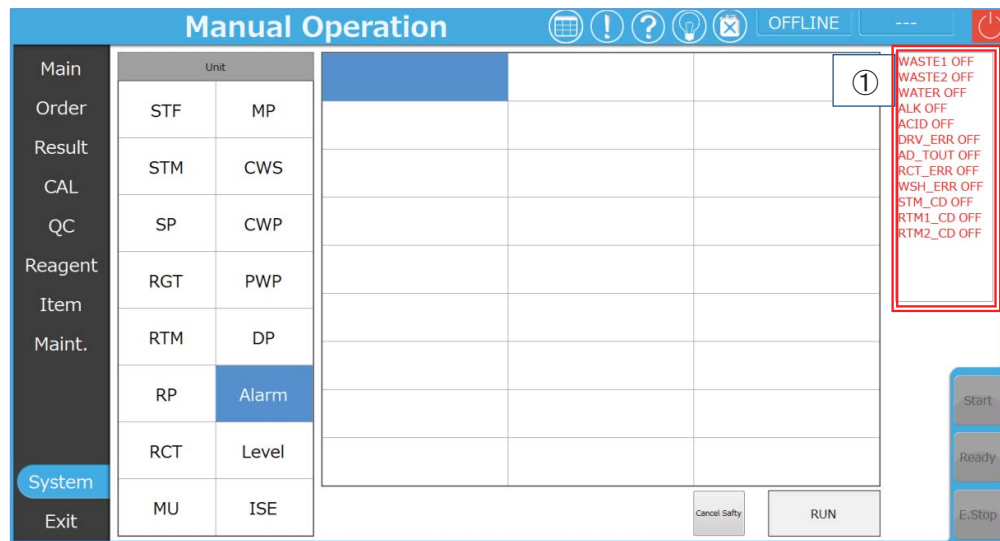 Manual Operation
OFFLINE
---
Main
Order
Result
CAL
QC
Reagent
Item
Maint.
System
Exit
Unit
STF MP
STM CWS
SP CWP
RGT PWP
RTM DP
RP Alarm
RCT Level
MU ISE
①
WASTE1 OFF
WASTE2 OFF
WATER OFF
ALK OFF
ACID OFF
DRV_ERR OFF
AD_TOUT OFF
RCT_ERR OFF
WSH_ERR OFF
STM_CD OFF
RTM1_CD OFF
RTM2_CD OFF
Start
Ready
E.Stop
Cancel Safty
RUN